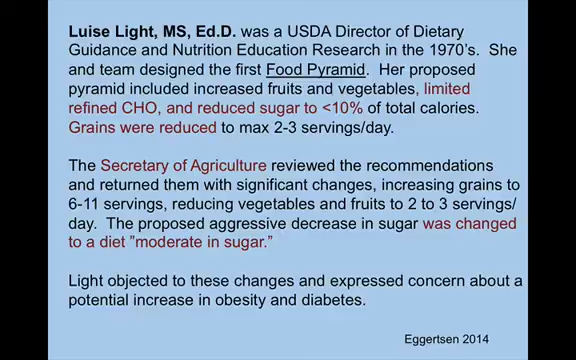 Luise Light, MS, Ed.D. was a USDA Director of Dietary
Guidance and Nutrition Education Research in the 1970's. She
and team designed the first Food Pyramid. Her proposed
pyramid included increased fruits and vegetables, limited
refined CHO, and reduced sugar to <10% of total calories.
Grains were reduced to max 2-3 servings/day.
The Secretary of Agriculture reviewed the recommendations
and returned them with significant changes, increasing grains to
6-11 servings, reducing vegetables and fruits to 2 to 3 servings/
day. The proposed aggressive decrease in sugar was changed
to a diet "moderate in sugar."
Light objected to these changes and expressed concern about a
potential increase in obesity and diabetes.
Eggertsen 2014